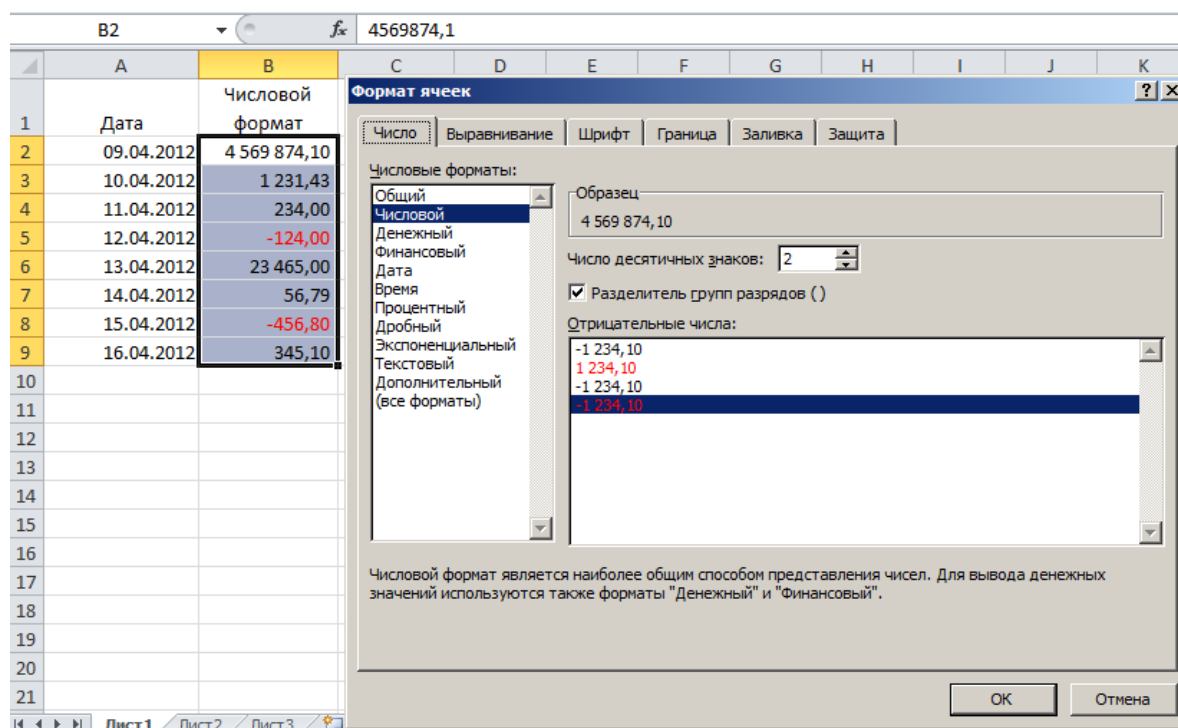 B2 fx 4569874,1
A B C D E F G H I J K
1 Дата Числовой формат
2 09.04.2012 4 569 874,10
3 10.04.2012 1 231,43
4 11.04.2012 234,00
5 12.04.2012 -124,00
6 13.04.2012 23 465,00
7 14.04.2012 56,79
8 15.04.2012 -456,80
9 16.04.2012 345,10
10
11
12
13
14
15
16
17
18
19
20
21
Лист1 Лист2 Лист3
Формат ячеек
Число Выравнивание Шрифт Граница Заливка Защита
Числовые форматы:
Общий
Числовой
Денежный
Финансовый
Дата
Время
Процентный
Дробный
Экспоненциальный
Текстовый
Дополнительный
(все форматы)
Образец
4 569 874,10
Число десятичных знаков: 2
Разделитель групп разрядов ( )
Отрицательные числа:
-1 234,10
1 234,10
-1 234,10
-1 234,10
Числовой формат является наиболее общим способом представления чисел. Для вывода денежных
значений используются также форматы "Денежный" и "Финансовый".
ОК Отмена